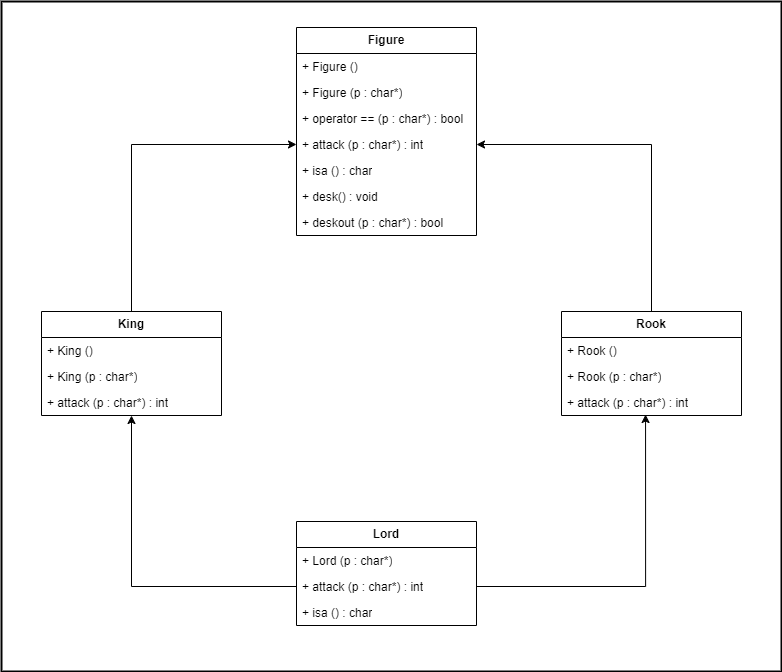 Figure
+ Figure ()
+ Figure (p : char*)
+ operator == (p : char*) : bool
+ attack (p : char*) : int
+ isa () : char
+ desk() : void
+ deskout (p : char*) : bool
King
+ King ()
+ King (p : char*)
+ attack (p : char*) : int
Rook
+ Rook ()
+ Rook (p : char*)
+ attack (p : char*) : int
Lord
+ Lord (p : char*)
+ attack (p : char*) : int
+ isa () : char